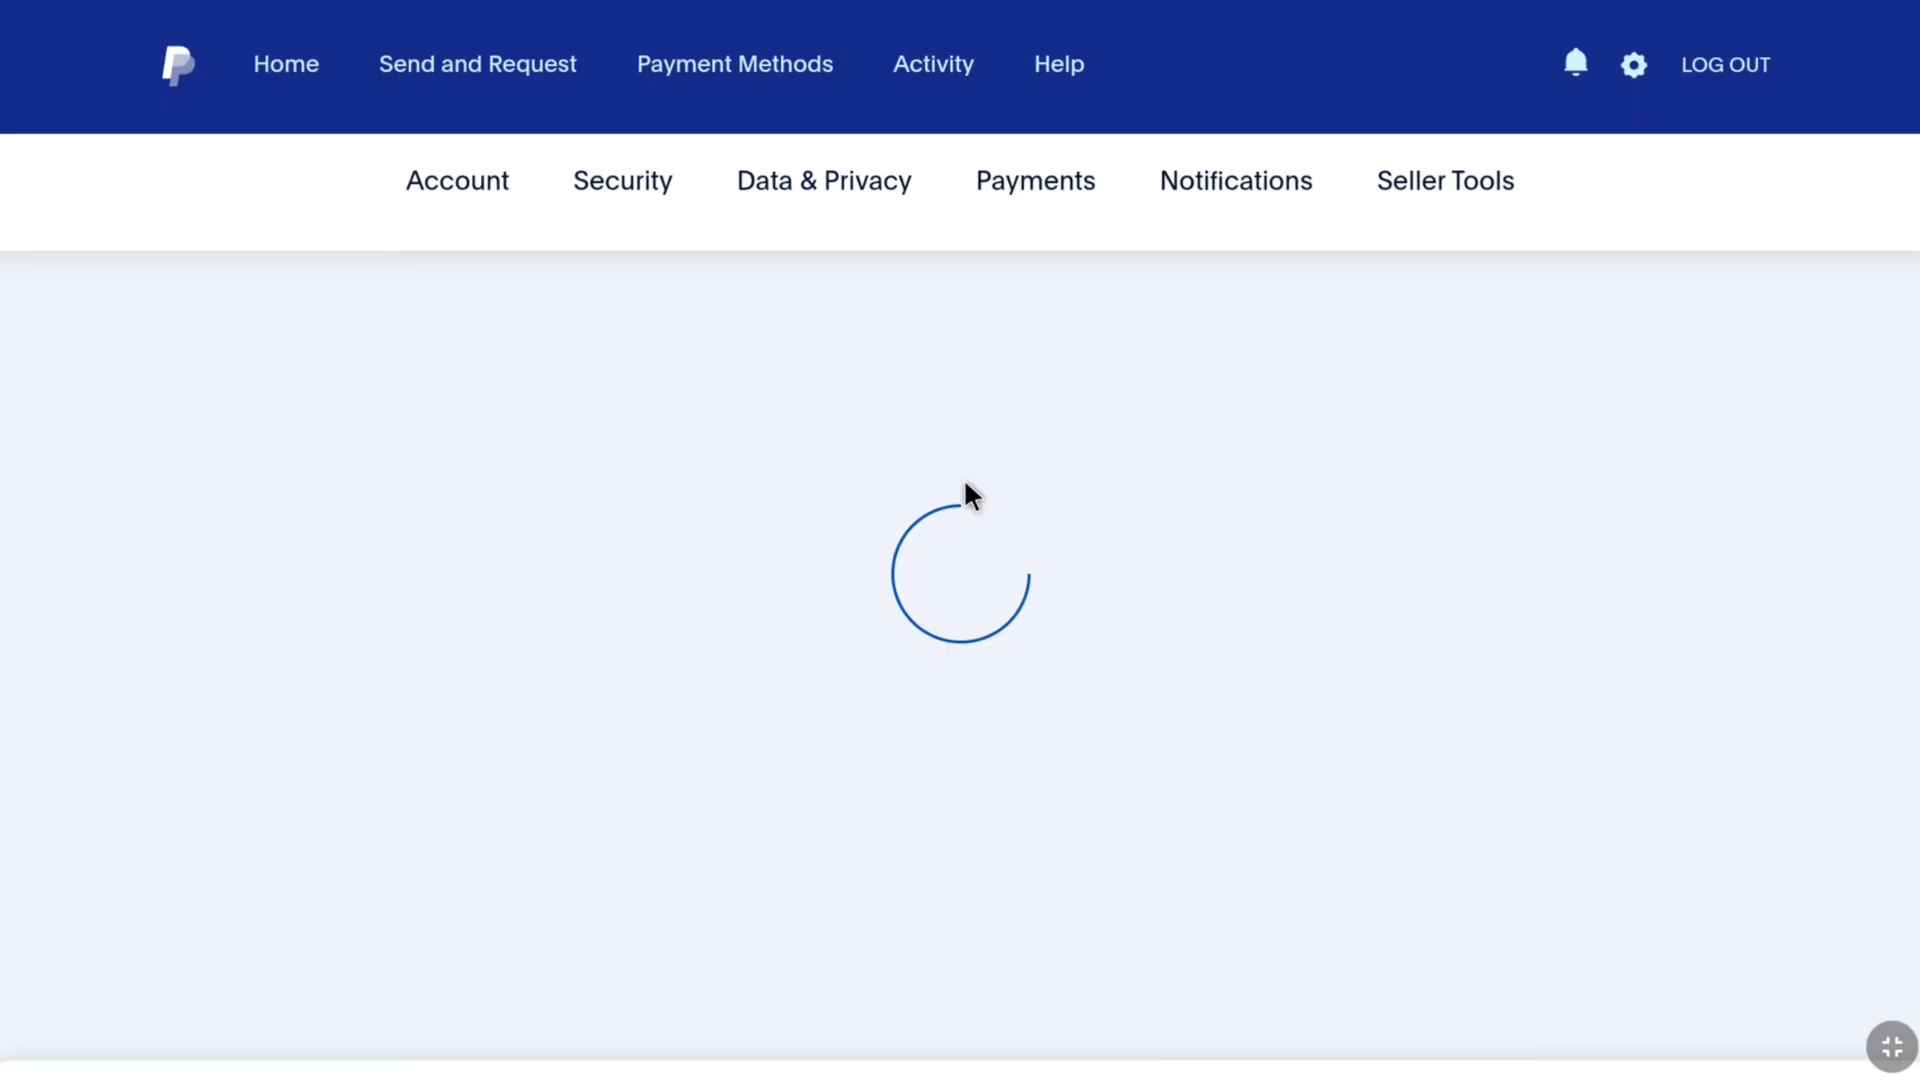 Home Send and Request Payment Methods Activity Help LOG OUT
Account Security Data & Privacy Payments Notifications Seller Tools